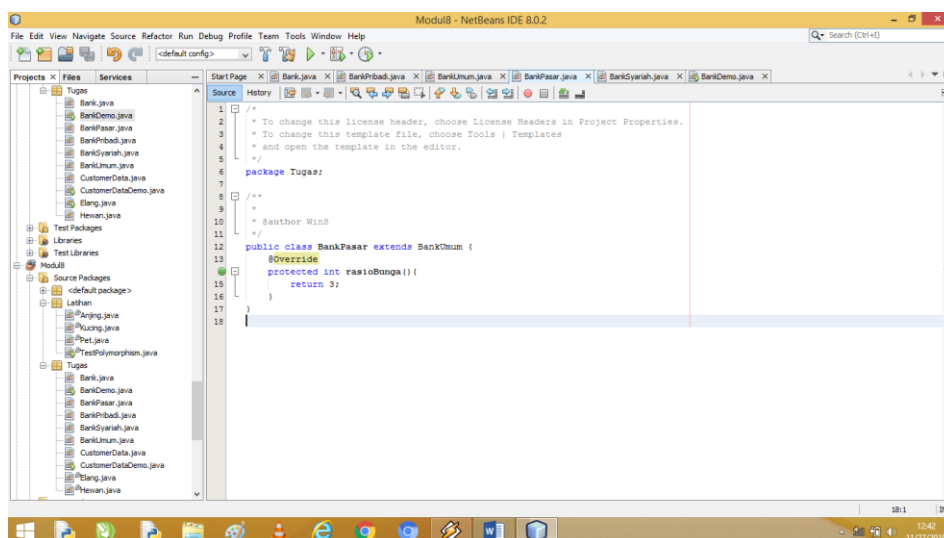 Modul8 - NetBeans IDE 8.0.2
File Edit View Navigate Source Refactor Run Debug Profile Team Tools Window Help
Search (Ctrl+I)
<default config>
Projects Files Services
Start Page Bank.java BankPribadi.java BankUmum.java BankPasar.java BankSyariah.java BankDemo.java
Source History
Tugas
Bank.java
BankDemo.java
BankPasar.java
BankPribadi.java
BankSyariah.java
BankUmum.java
CustomerData.java
CustomerDataDemo.java
Elang.java
Hewan.java
Test Packages
Libraries
Test Libraries
Modul8
Source Packages
<default package>
Latihan
Anjing.java
Kucing.java
Pet.java
TestPolymorphism.java
Tugas
Bank.java
BankDemo.java
BankPasar.java
BankPribadi.java
BankSyariah.java
BankUmum.java
CustomerData.java
CustomerDataDemo.java
Elang.java
Hewan.java
1 /*
2 * To change this license header, choose License Headers in Project Properties.
3 * To change this template file, choose Tools | Templates
4 * and open the template in the editor.
5 */
6 package Tugas;
7
8 /**
9 *
10 * @author Win8
11 */
12 public class BankPasar extends BankUmum {
13 @Override
protected int rasioBunga(){
15 return 3;
16 }
17 }
18
18:1
12:42